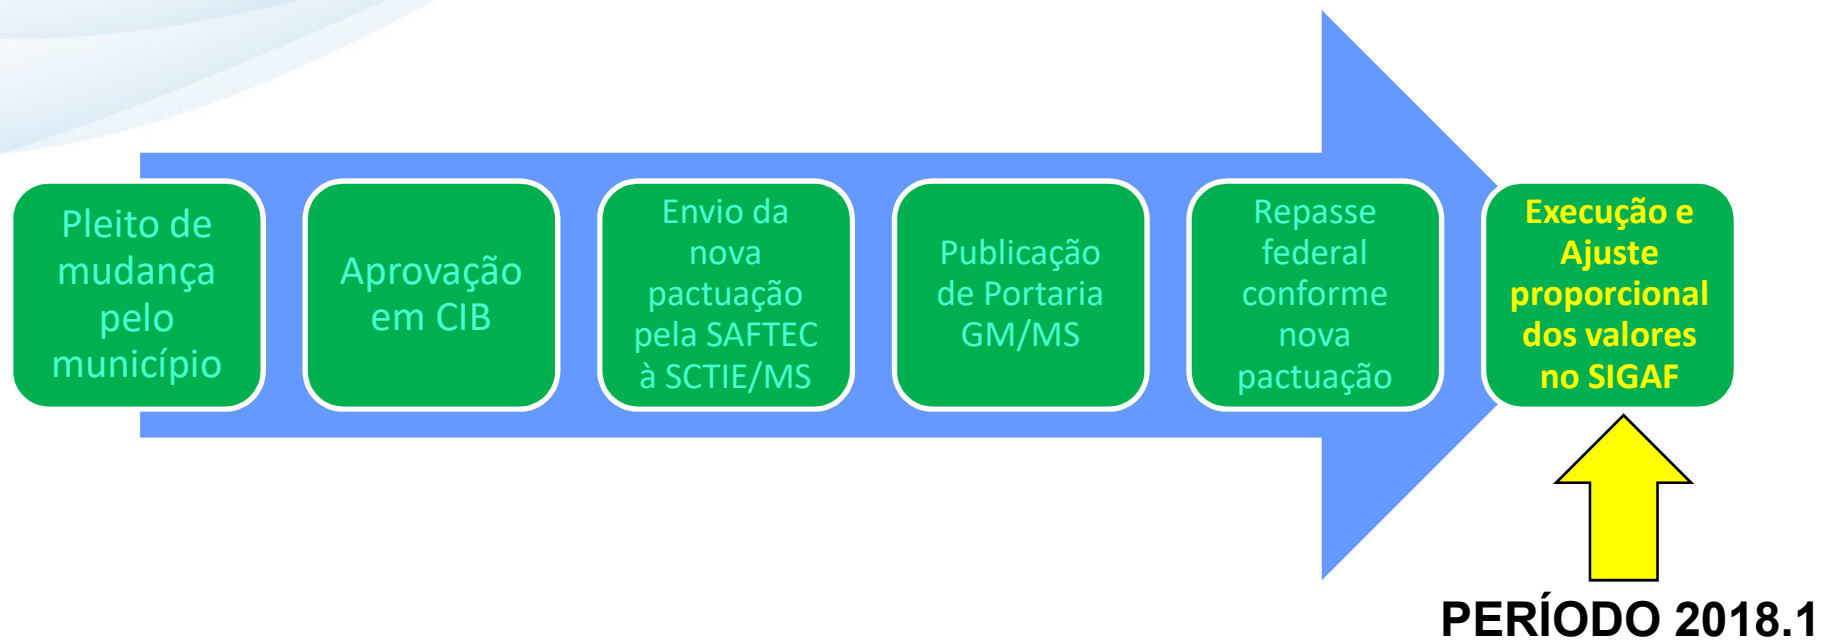 Pleito de
mudança
pelo
município
Aprovação
em CIB
Envio da
nova
pactuação
pela SAFTEC
à SCTIE/MS
Publicação
de Portaria
GM/MS
Repasse
federal
conforme
nova
pactuação
Execução e
Ajuste
proporcional
dos valores
no SIGAF
PERÍODO 2018.1